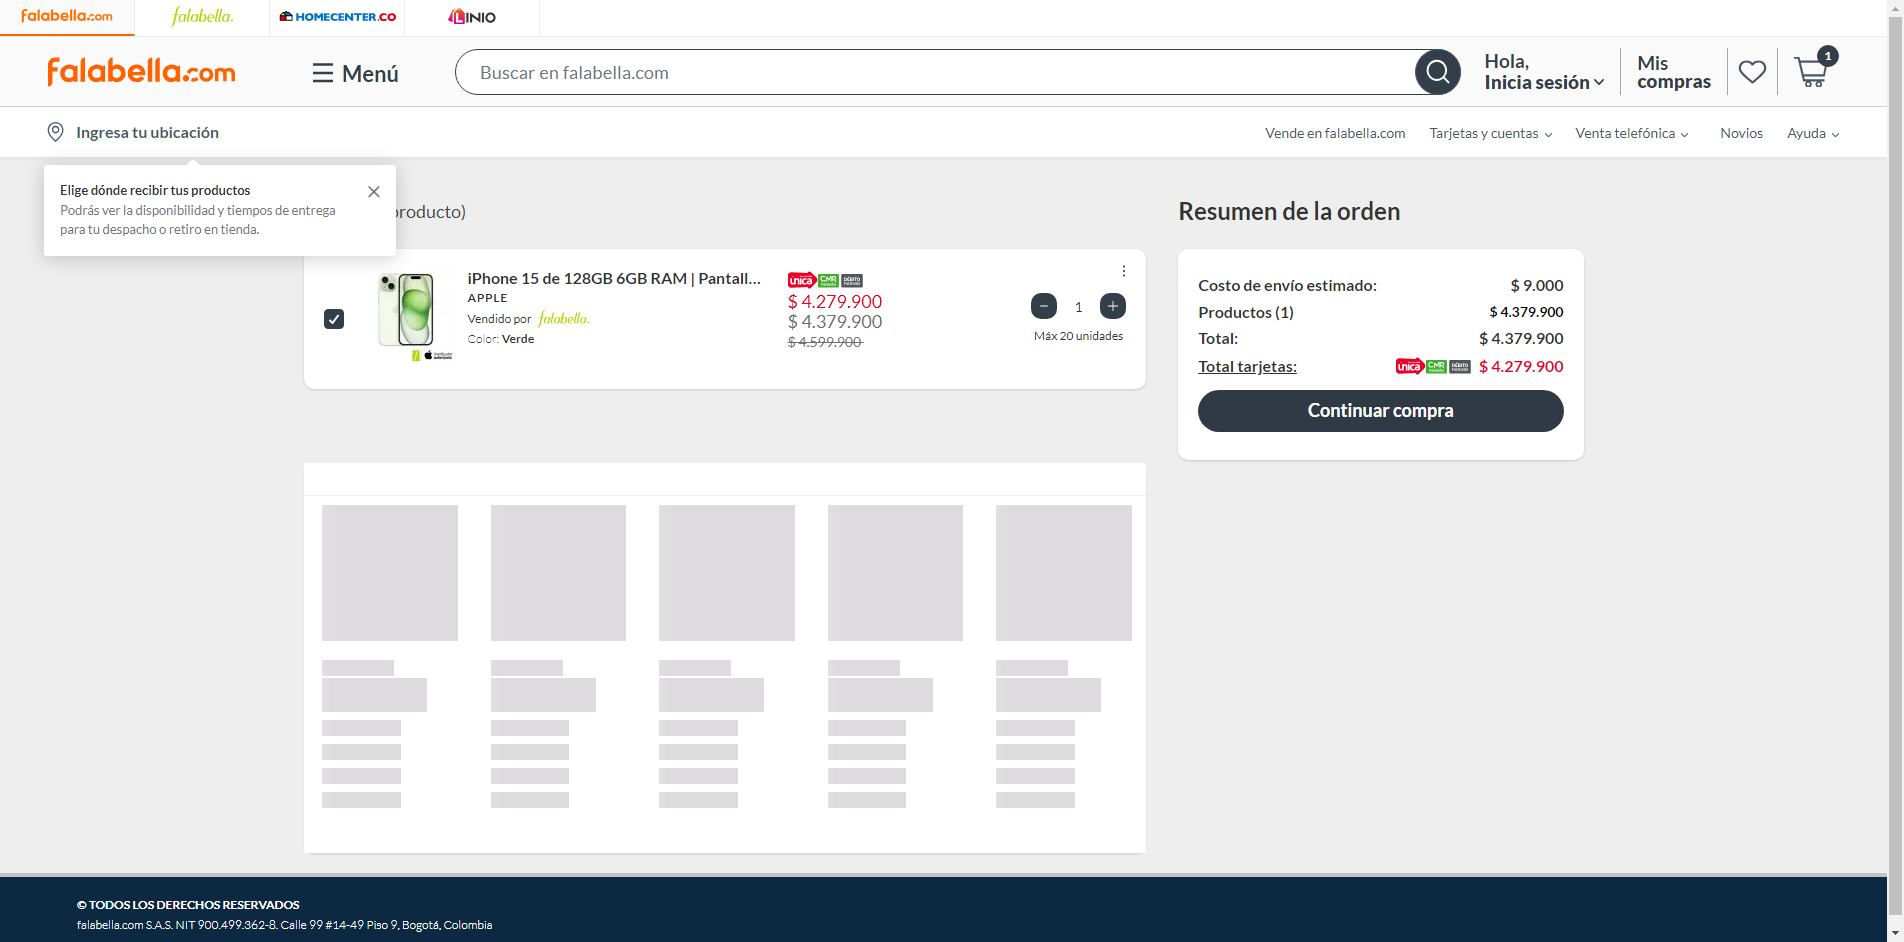 falabella.com
falabella.
HOMECENTER.CO
LINIO
falabella.com
Menú
Buscar en falabella.com
Hola,
Inicia sesión
Mis
compras
1
Ingresa tu ubicación
Vende en falabella.com
Tarjetas y cuentas
Venta telefónica
Novios
Ayuda
Elige dónde recibir tus productos
Podrás ver la disponibilidad y tiempos de entrega
para tu despacho o retiro en tienda.
producto)
iPhone 15 de 128GB 6GB RAM | Pantall...
APPLE
Vendido por falabella.
Color: Verde
única CMR
$ 4.279.900
$ 4.379.900
$ 4.599.900
1
Máx 20 unidades
Resumen de la orden
Costo de envío estimado: $ 9.000
Productos (1) $ 4.379.900
Total: $ 4.379.900
Total tarjetas: única CMR $ 4.279.900
Continuar compra
© TODOS LOS DERECHOS RESERVADOS
falabella.com S.A.S. NIT 900.499.362-8. Calle 99 #14-49 Piso 9, Bogotá, Colombia